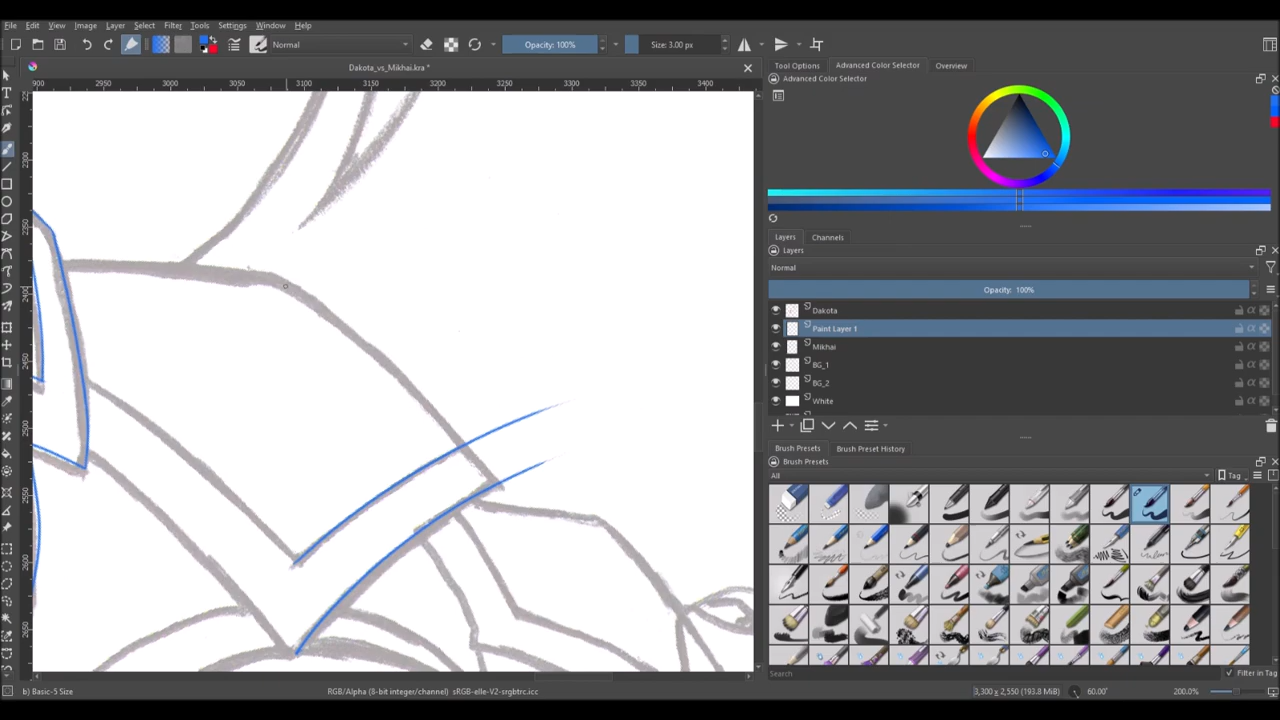 File Edit View Image Layer Select Filter Tools Settings Window Help
Normal Opacity: 100% Size: 3.00 px
Dakota_vs_Mikhai.kra *
Tool Options Advanced Color Selector Overview
Advanced Color Selector
2950 3000 3050 3100 3150 3200 3250 3300 3350 3400
Layers Channels
Layers
Normal
Opacity: 100%
Dakota
Paint Layer 1
Mikhai
BG_1
BG_2
White
Brush Presets Brush Preset History
Brush Presets
All Tag
Search Filter in Tag
b) Basic-5 Size RGB/Alpha (8-bit integer/channel) sRGB-elle-V2-srgbtrc.icc 3,300 x 2,550 (193.8 MiB) 60.00° 200.0%